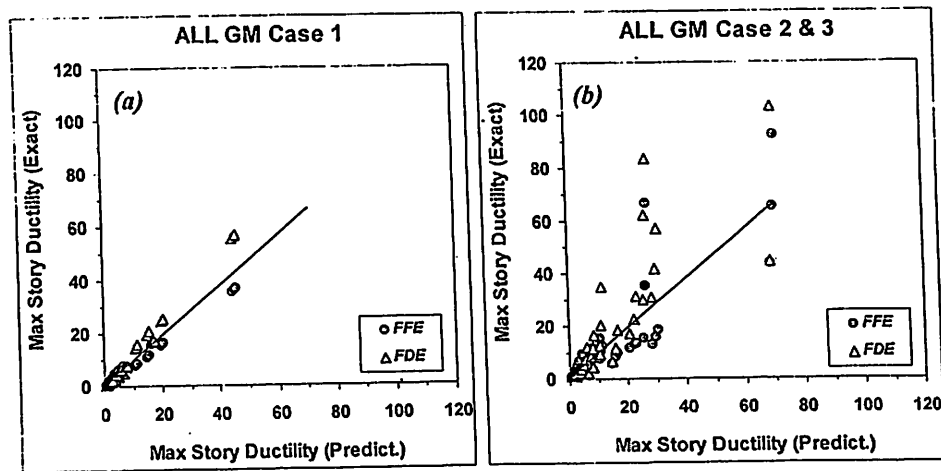 ALL GM Case 1
(a)
Max Story Ductility (Exact)
120
100
80
60
40
20
0
FFE
FDE
0 20 40 60 80 100 120
Max Story Ductility (Predict.)
ALL GM Case 2 & 3
(b)
Max Story Ductility (Exact)
120
100
80
60
40
20
0
FFE
FDE
0 20 40 60 80 100 120
Max Story Ductility (Predict.)